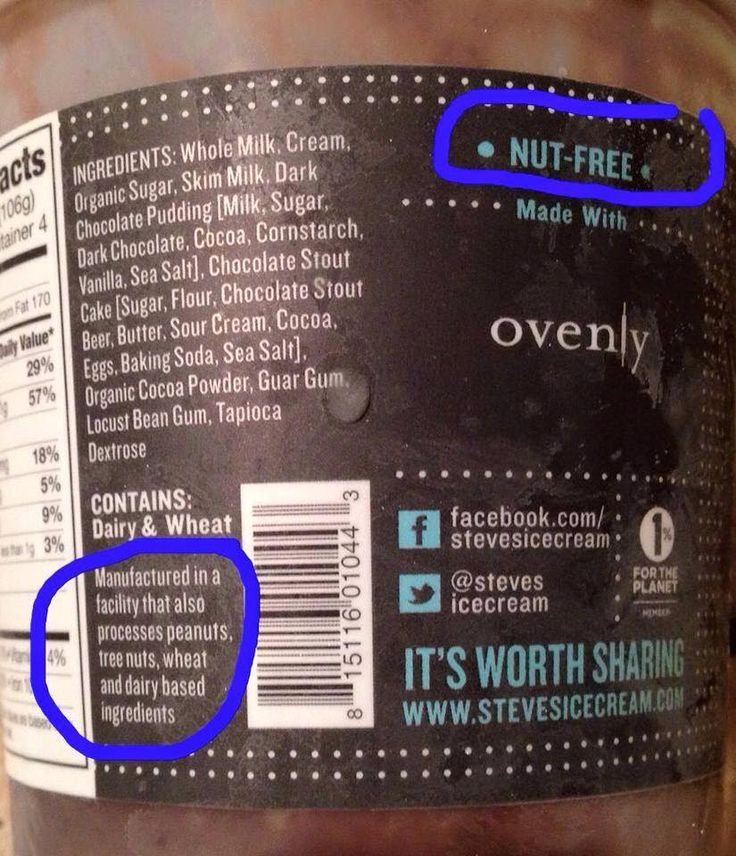 acts
(106g)
tainer 4
Fat 170
Daily Value*
29%
57%
18%
5%
9%
less than 1g 3%
4%
INGREDIENTS: Whole Milk, Cream,
Organic Sugar, Skim Milk, Dark
Chocolate Pudding [Milk, Sugar,
Dark Chocolate, Cocoa, Cornstarch,
Vanilla, Sea Salt], Chocolate Stout
Cake [Sugar, Flour, Chocolate Stout
Beer, Butter, Sour Cream, Cocoa,
Eggs, Baking Soda, Sea Salt],
Organic Cocoa Powder, Guar Gum,
Locust Bean Gum, Tapioca
Dextrose
CONTAINS:
Dairy & Wheat
Manufactured in a
facility that also
processes peanuts,
tree nuts, wheat
and dairy based
ingredients
8 15116 01044 3
• NUT-FREE •
Made With
ovenly
facebook.com/
stevesicecream
@steves
icecream
1%
FOR THE
PLANET
MEMBER
IT'S WORTH SHARING
WWW.STEVESICECREAM.COM